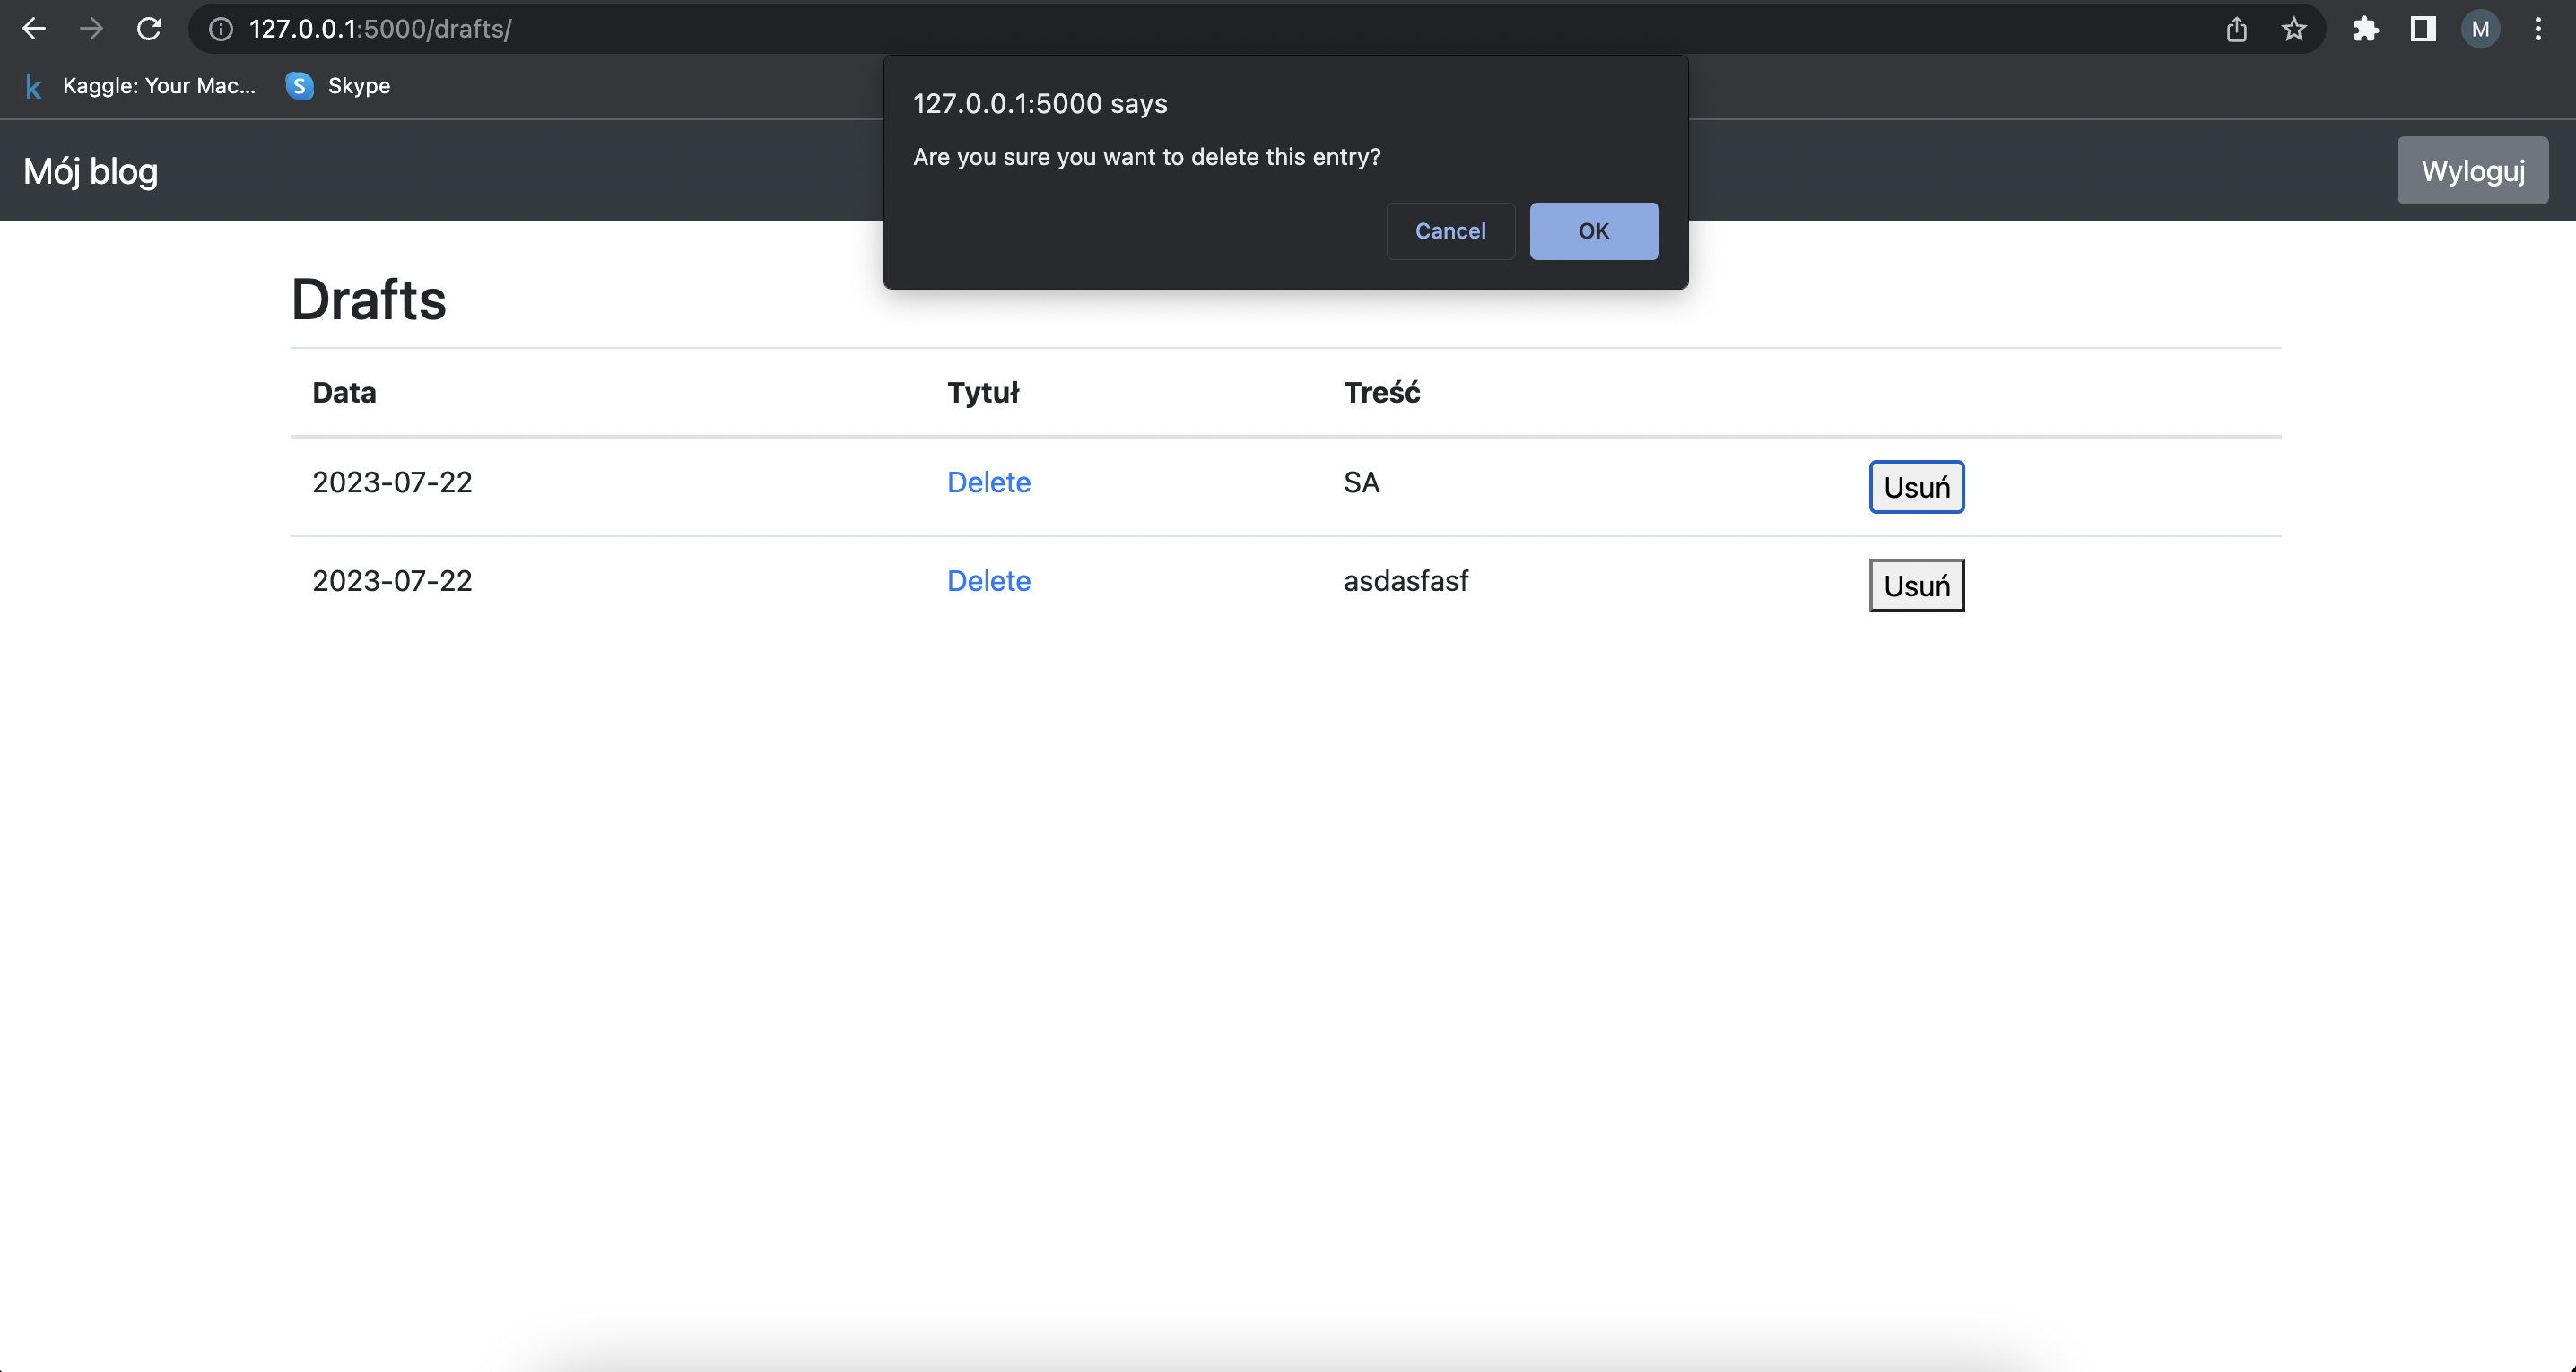 127.0.0.1:5000/drafts/
M
k Kaggle: Your Mac... S Skype
127.0.0.1:5000 says
Are you sure you want to delete this entry?
Cancel OK
Mój blog Wyloguj
Drafts
Data Tytuł Treść
2023-07-22 Delete SA Usuń
2023-07-22 Delete asdasfasf Usuń